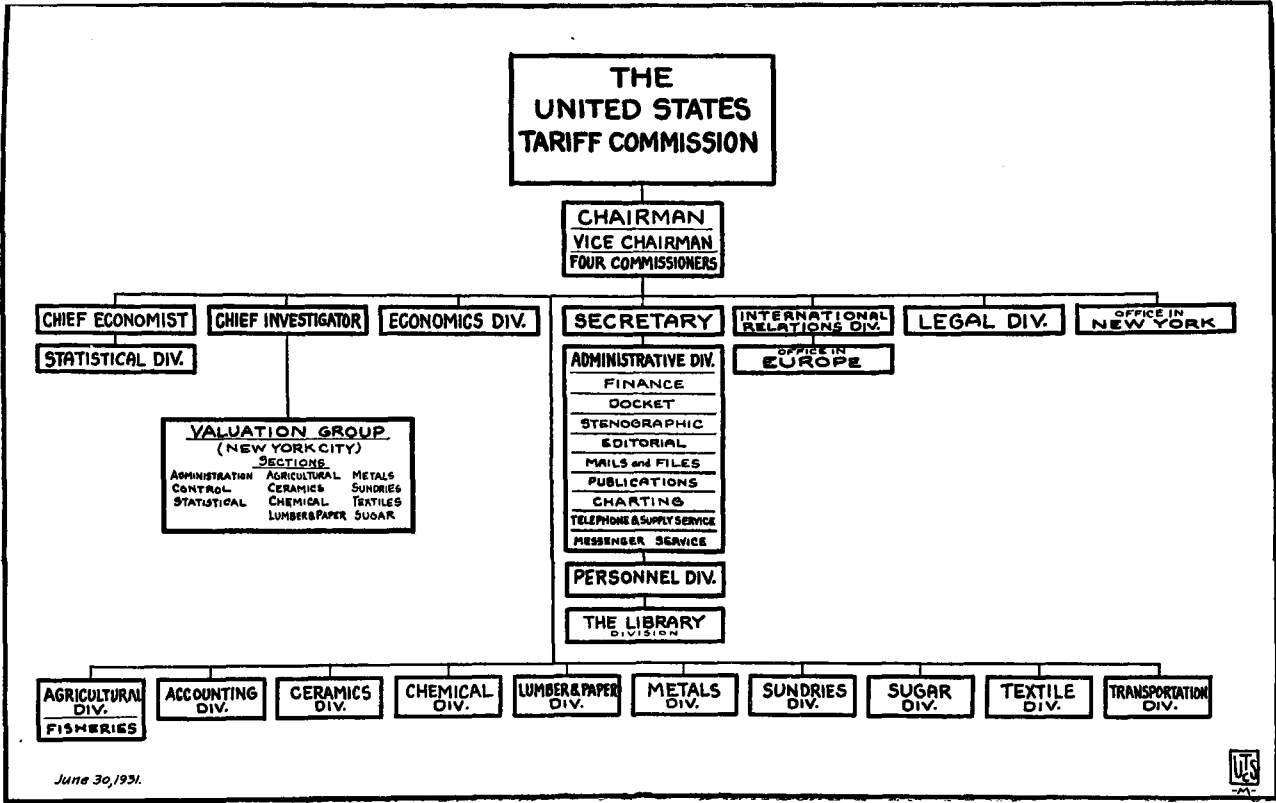 THE
UNITED STATES
TARIFF COMMISSION
CHAIRMAN
VICE CHAIRMAN
FOUR COMMISSIONERS
CHIEF ECONOMIST
STATISTICAL DIV.
CHIEF INVESTIGATOR
ECONOMICS DIV.
SECRETARY
INTERNATIONAL
RELATIONS DIV.
OFFICE IN
EUROPE
LEGAL DIV.
OFFICE IN
NEW YORK
VALUATION GROUP
(NEW YORK CITY)
SECTIONS
ADMINISTRATION AGRICULTURAL METALS
CONTROL CERAMICS SUNDRIES
STATISTICAL CHEMICAL TEXTILES
LUMBER & PAPER SUGAR
ADMINISTRATIVE DIV.
FINANCE
DOCKET
STENOGRAPHIC
EDITORIAL
MAILS and FILES
PUBLICATIONS
CHARTING
TELEPHONE & SUPPLY SERVICE
MESSENGER SERVICE
PERSONNEL DIV.
THE LIBRARY
DIVISION
AGRICULTURAL
DIV.
FISHERIES
ACCOUNTING
DIV.
CERAMICS
DIV.
CHEMICAL
DIV.
LUMBER & PAPER
DIV.
METALS
DIV.
SUNDRIES
DIV.
SUGAR
DIV.
TEXTILE
DIV.
TRANSPORTATION
DIV.
June 30, 1931.
USTC
-M-